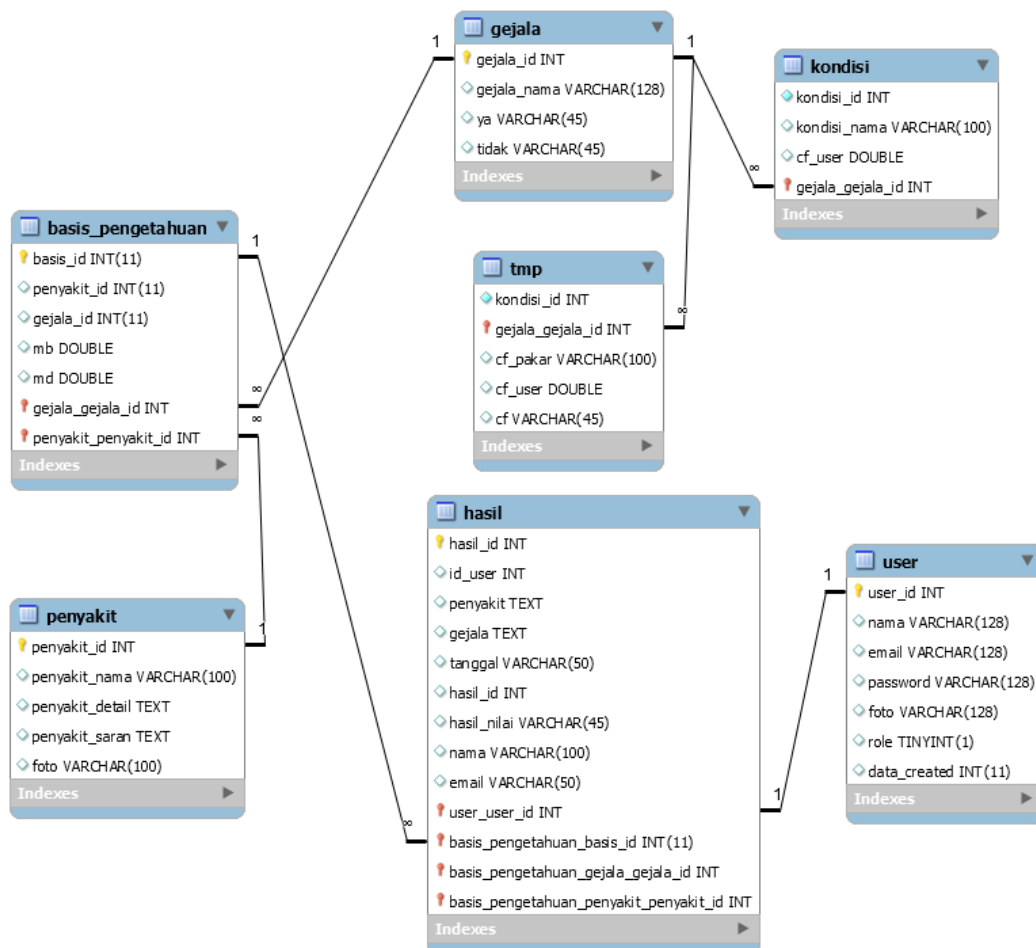 gejala
gejala_id INT
gejala_nama VARCHAR(128)
ya VARCHAR(45)
tidak VARCHAR(45)
Indexes
1
1
kondisi
kondisi_id INT
kondisi_nama VARCHAR(100)
cf_user DOUBLE
gejala_gejala_id INT
Indexes
∞
basis_pengetahuan
basis_id INT(11)
penyakit_id INT(11)
gejala_id INT(11)
mb DOUBLE
md DOUBLE
gejala_gejala_id INT
penyakit_penyakit_id INT
Indexes
1
∞
∞
tmp
kondisi_id INT
gejala_gejala_id INT
cf_pakar VARCHAR(100)
cf_user DOUBLE
cf VARCHAR(45)
Indexes
∞
penyakit
penyakit_id INT
penyakit_nama VARCHAR(100)
penyakit_detail TEXT
penyakit_saran TEXT
foto VARCHAR(100)
Indexes
1
hasil
hasil_id INT
id_user INT
penyakit TEXT
gejala TEXT
tanggal VARCHAR(50)
hasil_id INT
hasil_nilai VARCHAR(45)
nama VARCHAR(100)
email VARCHAR(50)
user_user_id INT
basis_pengetahuan_basis_id INT(11)
basis_pengetahuan_gejala_gejala_id INT
basis_pengetahuan_penyakit_penyakit_id INT
Indexes
∞
1
1
user
user_id INT
nama VARCHAR(128)
email VARCHAR(128)
password VARCHAR(128)
foto VARCHAR(128)
role TINYINT(1)
data_created INT(11)
Indexes